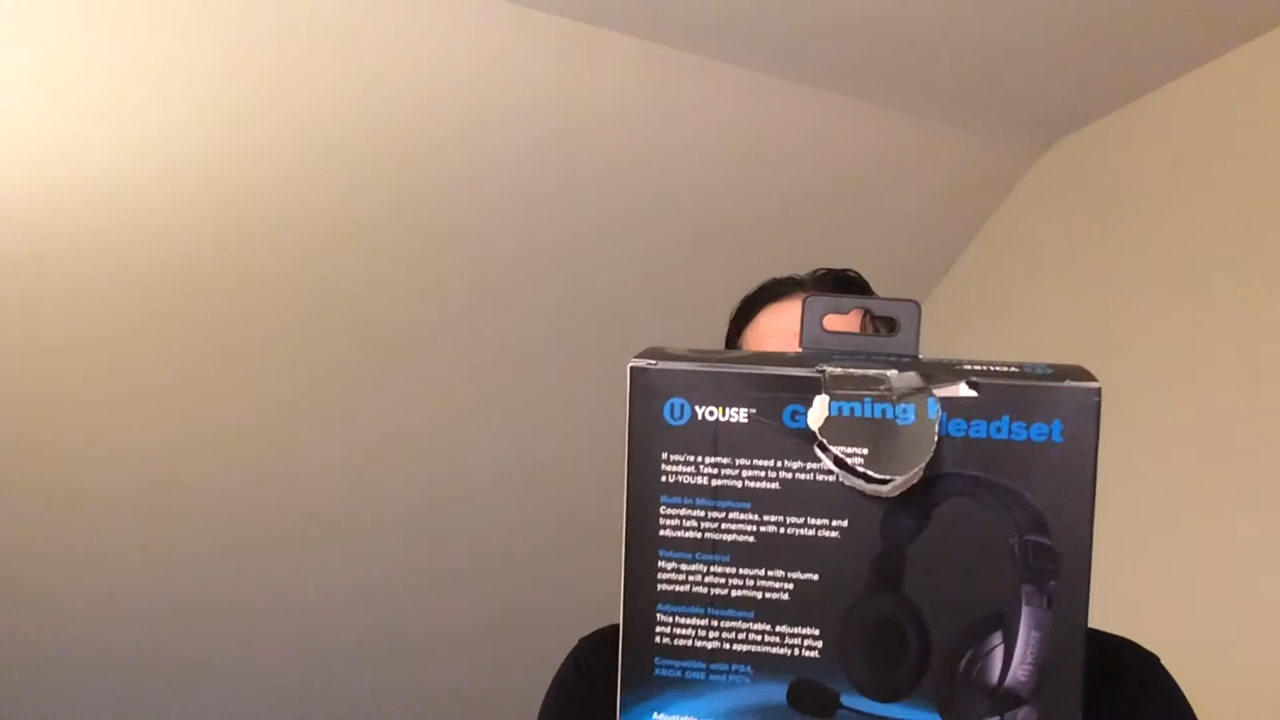 U YOUSE™
Gaming Headset
If you're a gamer, you need a high-performance
headset. Take your game to the next level with
a U-YOUSE gaming headset.
Built-in Microphone
Coordinate your attacks, warn your team and
trash talk your enemies with a crystal clear,
adjustable microphone.
Volume Control
High-quality stereo sound with volume
control will allow you to immerse
yourself into your gaming world.
Adjustable Headband
This headset is comfortable, adjustable
and ready to go out of the box. Just plug
it in, cord length is approximately 5 feet.
Compatible with PS4,
XBOX ONE and PC's
Adjustable
U YOUSE